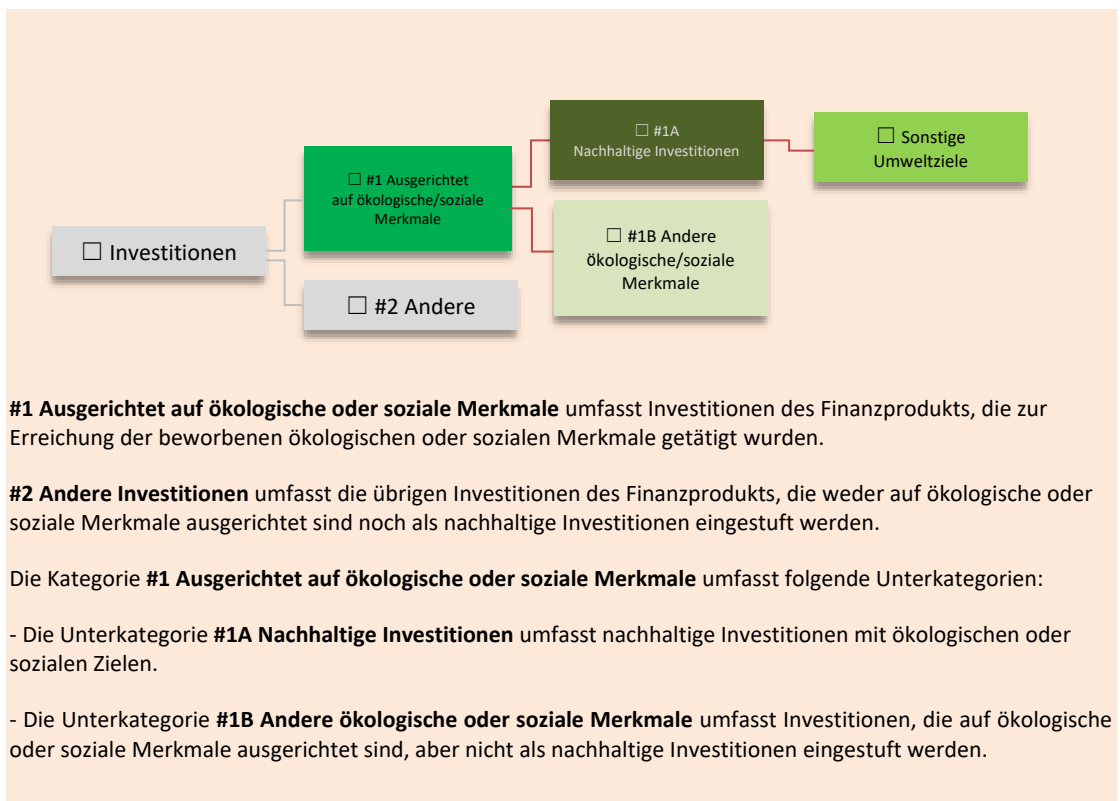 ☐ #1A
Nachhaltige Investitionen
☐ Sonstige
Umweltziele
☐ #1 Ausgerichtet
auf ökologische/soziale
Merkmale
☐ #1B Andere
ökologische/soziale
Merkmale
☐ Investitionen
☐ #2 Andere
#1 Ausgerichtet auf ökologische oder soziale Merkmale umfasst Investitionen des Finanzprodukts, die zur
Erreichung der beworbenen ökologischen oder sozialen Merkmale getätigt wurden.
#2 Andere Investitionen umfasst die übrigen Investitionen des Finanzprodukts, die weder auf ökologische oder
soziale Merkmale ausgerichtet sind noch als nachhaltige Investitionen eingestuft werden.
Die Kategorie #1 Ausgerichtet auf ökologische oder soziale Merkmale umfasst folgende Unterkategorien:
- Die Unterkategorie #1A Nachhaltige Investitionen umfasst nachhaltige Investitionen mit ökologischen oder
sozialen Zielen.
- Die Unterkategorie #1B Andere ökologische oder soziale Merkmale umfasst Investitionen, die auf ökologische
oder soziale Merkmale ausgerichtet sind, aber nicht als nachhaltige Investitionen eingestuft werden.